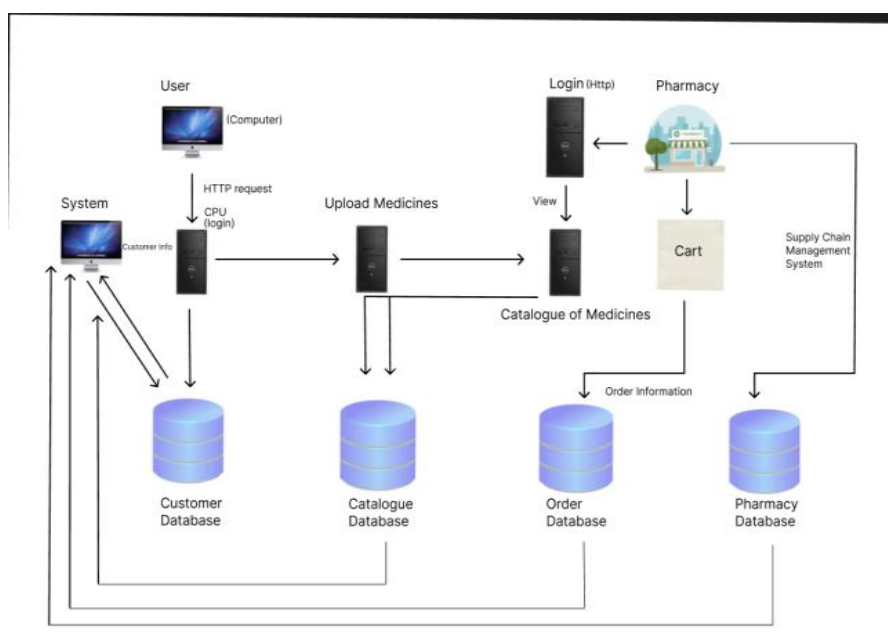 User
Login (Http)
Pharmacy
(Computer)
HTTP request
View
System
CPU
(login)
Upload Medicines
Customer info
Cart
Supply Chain
Management
System
Catalogue of Medicines
Order Information
Customer
Database
Catalogue
Database
Order
Database
Pharmacy
Database